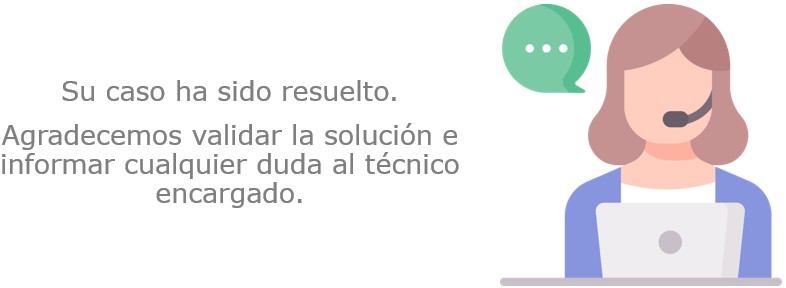 Su caso ha sido resuelto.
Agradecemos validar la solución e
informar cualquier duda al técnico
encargado.